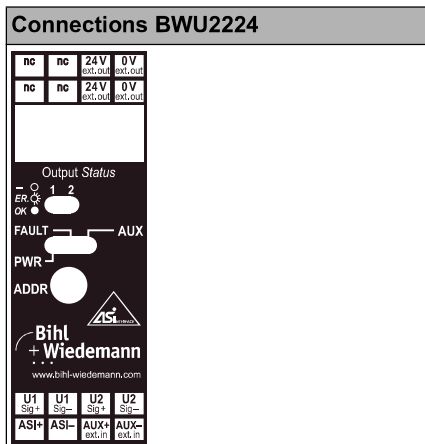 Connections BWU2224
nc nc 24V 0V
ext.out ext.out
nc nc 24V 0V
ext.out ext.out
Output Status
1 2
ER.
OK
FAULT AUX
PWR
ADDR
ASi
Bihl
+ Wiedemann
www.bihl-wiedemann.com
U1 U1 U2 U2
Sig+ Sig– Sig+ Sig–
ASI+ ASI– AUX+ AUX–
ext.in ext.in